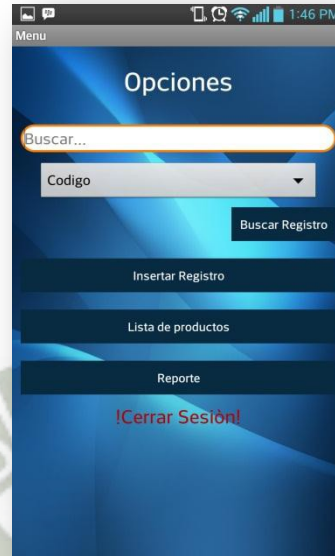 1:46 PM
Menu
Opciones
Buscar...
Codigo
Buscar Registro
Insertar Registro
Lista de productos
Reporte
!Cerrar Sesiòn!